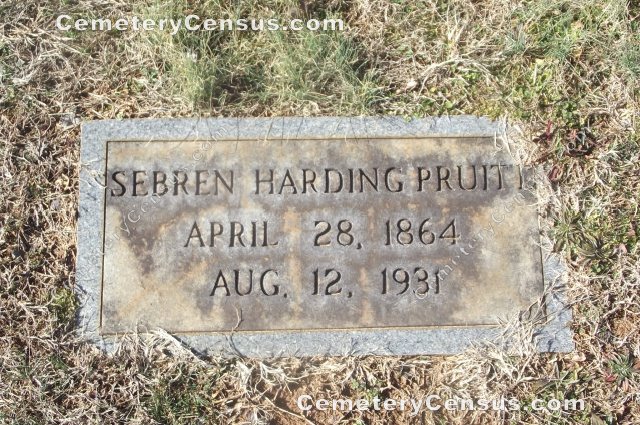 CemeteryCensus.com
SEBREN HARDING PRUITT
APRIL 28, 1864
AUG. 12, 1931
CemeteryCensus.com